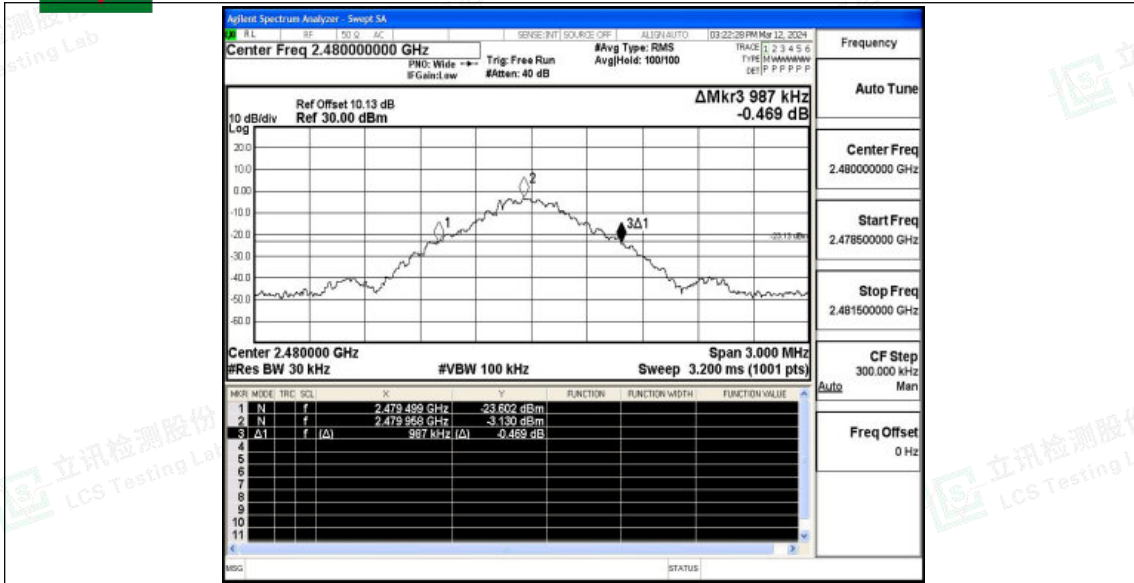 Agilent Spectrum Analyzer - Swept SA
RL RF 50 Ω AC SENSE:INT SOURCE OFF ALIGN AUTO 03:22:28 PM Mar 12, 2024
Center Freq 2.480000000 GHz
PNO: Wide
IFGain:Low
Trig: Free Run
#Atten: 40 dB
#Avg Type: RMS
Avg|Hold: 100/100
TRACE 1 2 3 4 5 6
TYPE M WWWWW
DET P P P P P P
Ref Offset 10.13 dB
Ref 30.00 dBm
10 dB/div
Log
ΔMkr3 987 kHz
-0.469 dB
20.0
10.0
0.00
-10.0
-20.0
-30.0
-40.0
-50.0
-60.0
1
2
3Δ1
-23.13 dBm
Center 2.480000 GHz
#Res BW 30 kHz
#VBW 100 kHz
Span 3.000 MHz
Sweep 3.200 ms (1001 pts)
MKR MODE TRC SCL X Y FUNCTION FUNCTION WIDTH FUNCTION VALUE
1 N f 2.479 499 GHz -23.602 dBm
2 N f 2.479 958 GHz -3.130 dBm
3 Δ1 f (Δ) 987 kHz (Δ) -0.469 dB
4
5
6
7
8
9
10
11
MSG
STATUS
Frequency
Auto Tune
Center Freq
2.480000000 GHz
Start Freq
2.478500000 GHz
Stop Freq
2.481500000 GHz
CF Step
300.000 kHz
Auto Man
Freq Offset
0 Hz
立讯检测股份
LCS Testing Lab
立讯检测股份
LCS Testing L